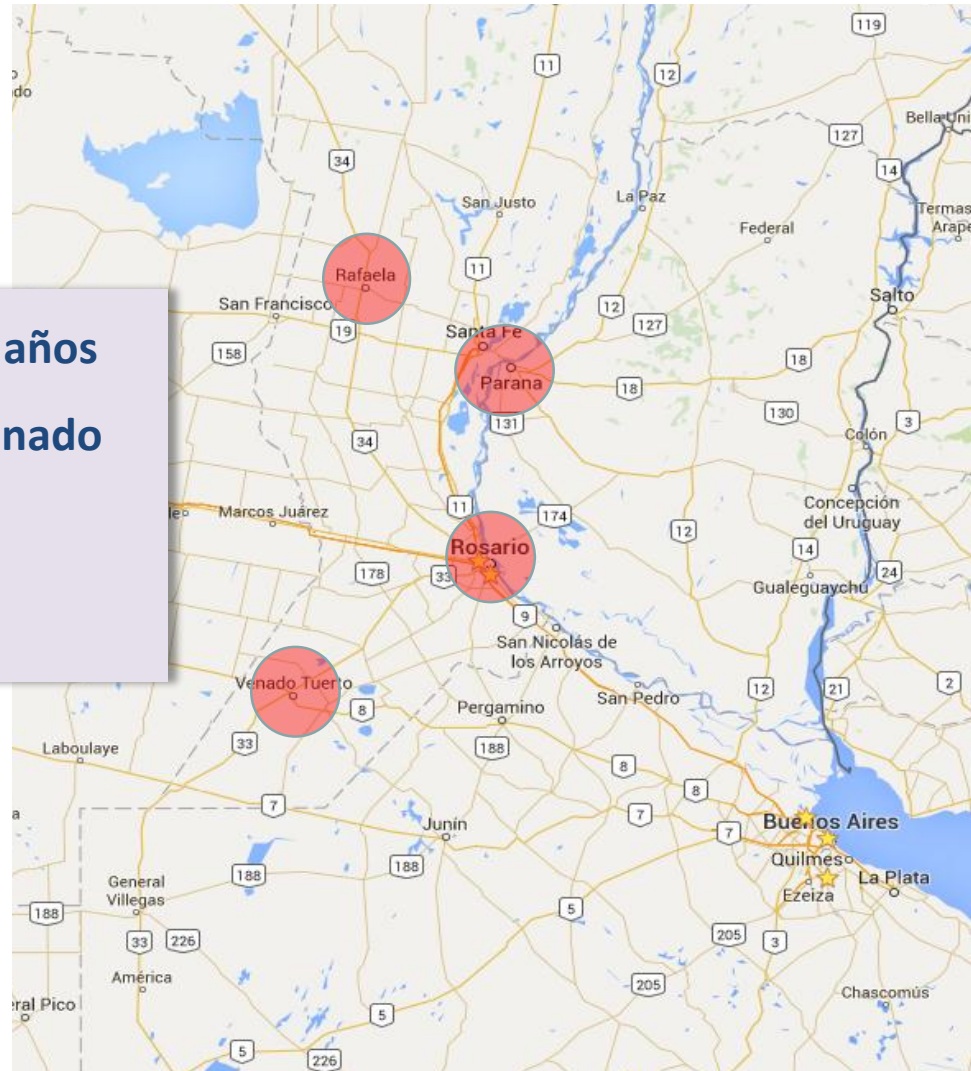 119
11
12
do
Bella Uni
127
34
14
San Justo
La Paz
Federal
Termas
Arape
Rafaela
11
San Francisco
12
Salto
19
Santa Fe
127
años
158
18
Parana
18
nado
130
3
131
34
Colón
11
Marcos Juárez
174
Concepción
del Uruguay
12
Rosario
14
178
33
24
Gualeguaychú
9
San Nicolás de
los Arroyos
Venado Tuerto
12
21
2
8
San Pedro
Pergamino
33
188
Laboulaye
8
7
8
a
Junín
7
7
Buenos Aires
188
188
Quilmes
La Plata
General
Villegas
Ezeiza
188
5
33
226
205
3
América
205
ral Pico
Chascomús
5
5
226